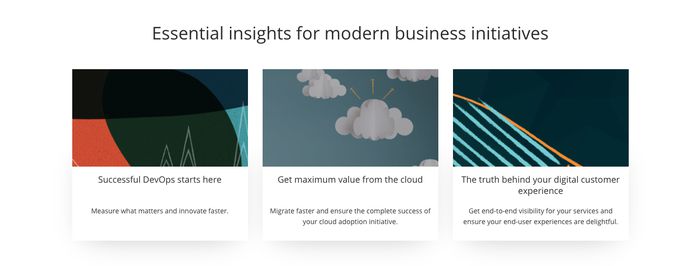 Essential insights for modern business initiatives
Successful DevOps starts here
Measure what matters and innovate faster.
Get maximum value from the cloud
Migrate faster and ensure the complete success of
your cloud adoption initiative.
The truth behind your digital customer
experience
Get end-to-end visibility for your services and
ensure your end-user experiences are delightful.